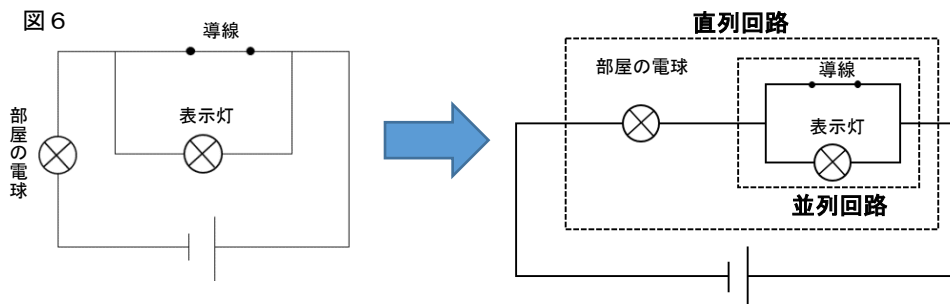 図６
導線
表示灯
部屋の電球
直列回路
部屋の電球
導線
表示灯
並列回路